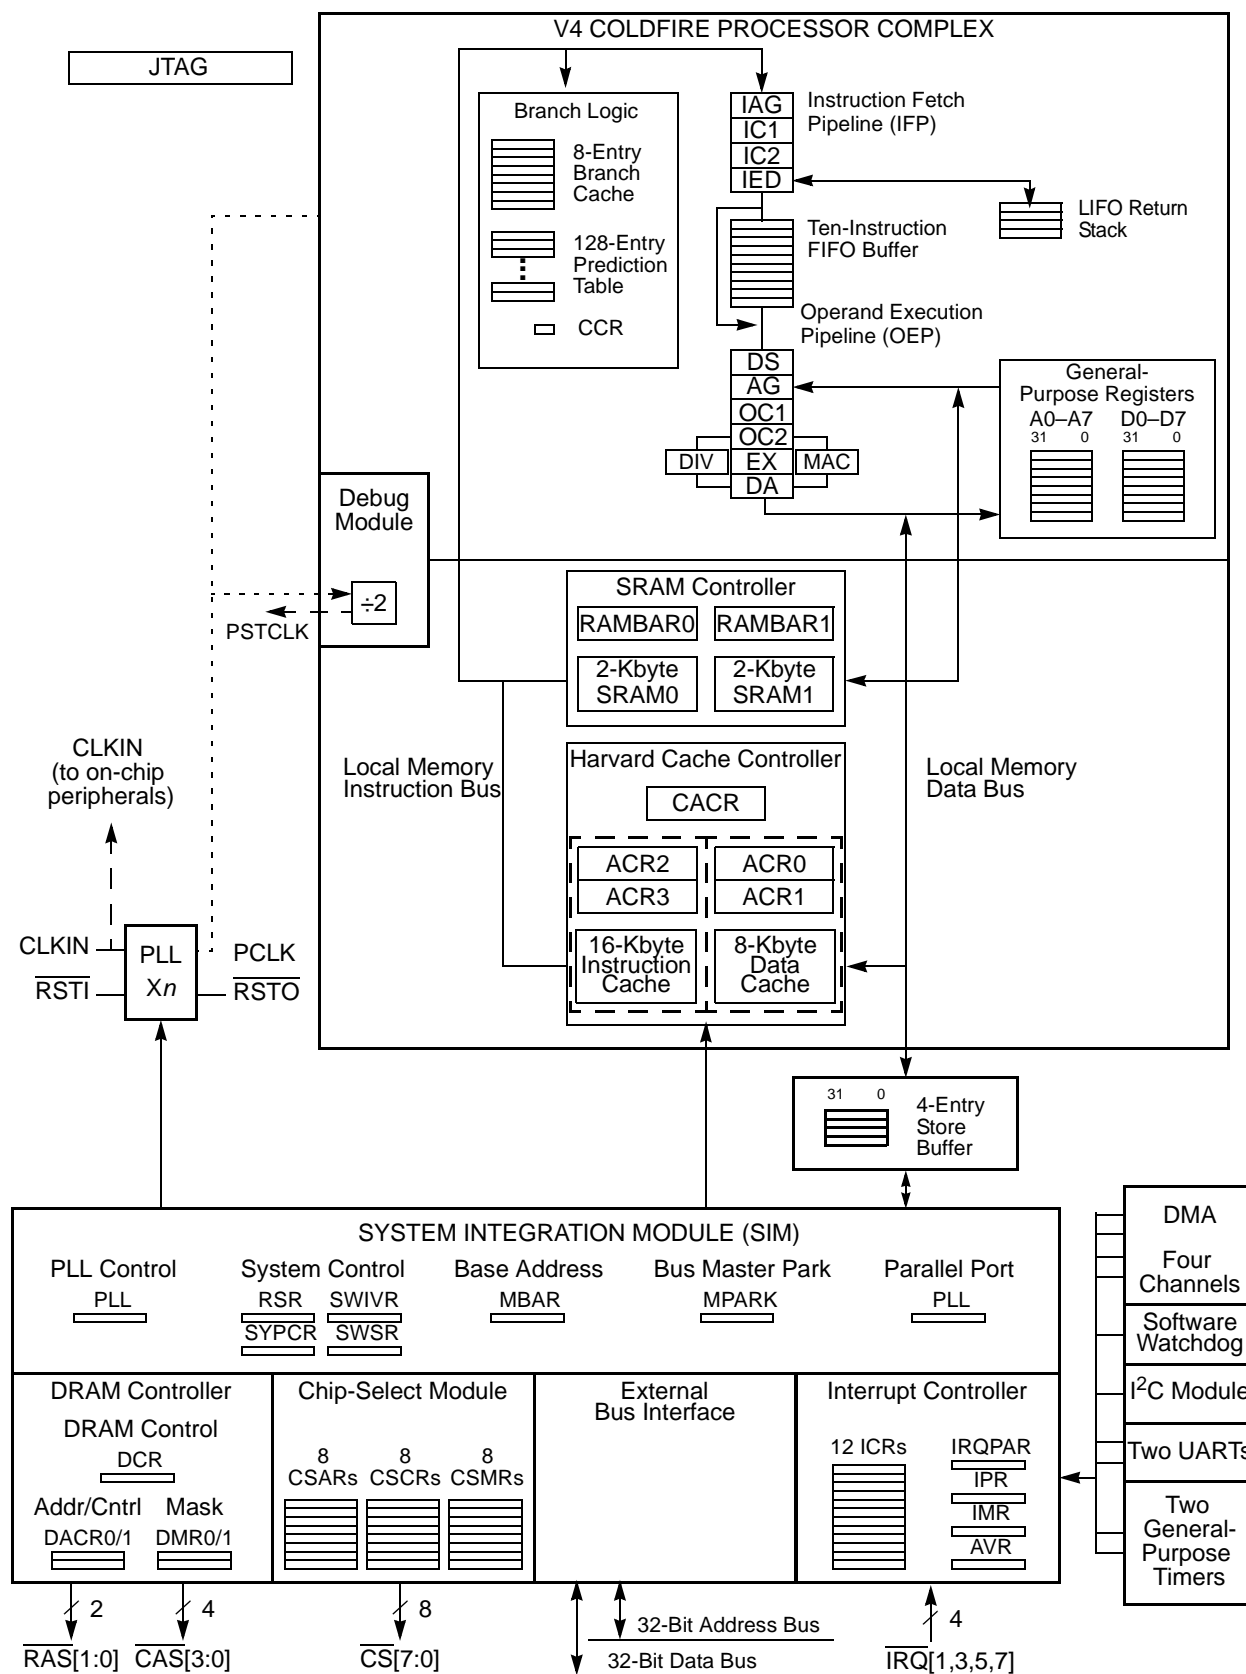 V4 COLDFIRE PROCESSOR COMPLEX
JTAG
Branch Logic
8-Entry
Branch
Cache
128-Entry
Prediction
Table
CCR
IAG
IC1
IC2
IED
Instruction Fetch
Pipeline (IFP)
LIFO Return
Stack
Ten-Instruction
FIFO Buffer
Operand Execution
Pipeline (OEP)
DS
AG
OC1
OC2
DIV
EX
MAC
DA
General-
Purpose Registers
A0–A7 D0–D7
31 0 31 0
Debug
Module
÷2
PSTCLK
SRAM Controller
RAMBAR0 RAMBAR1
2-Kbyte
SRAM0
2-Kbyte
SRAM1
CLKIN
(to on-chip
peripherals)
Local Memory
Instruction Bus
Harvard Cache Controller
CACR
ACR2 ACR0
ACR3 ACR1
16-Kbyte
Instruction
Cache
8-Kbyte
Data
Cache
Local Memory
Data Bus
CLKIN
RSTI
PLL
Xn
PCLK
RSTO
31 0
4-Entry
Store
Buffer
SYSTEM INTEGRATION MODULE (SIM)
PLL Control
PLL
System Control
RSR SWIVR
SYPCR SWSR
Base Address
MBAR
Bus Master Park
MPARK
Parallel Port
PLL
DMA
Four
Channels
Software
Watchdog
I2C Module
Two UARTs
Two
General-
Purpose
Timers
DRAM Controller
DRAM Control
DCR
Addr/Cntrl Mask
DACR0/1 DMR0/1
Chip-Select Module
8 8 8
CSARs CSCRs CSMRs
External
Bus Interface
Interrupt Controller
12 ICRs
IRQPAR
IPR
IMR
AVR
2 4 8 4
RAS[1:0] CAS[3:0] CS[7:0]
32-Bit Address Bus
32-Bit Data Bus
IRQ[1,3,5,7]